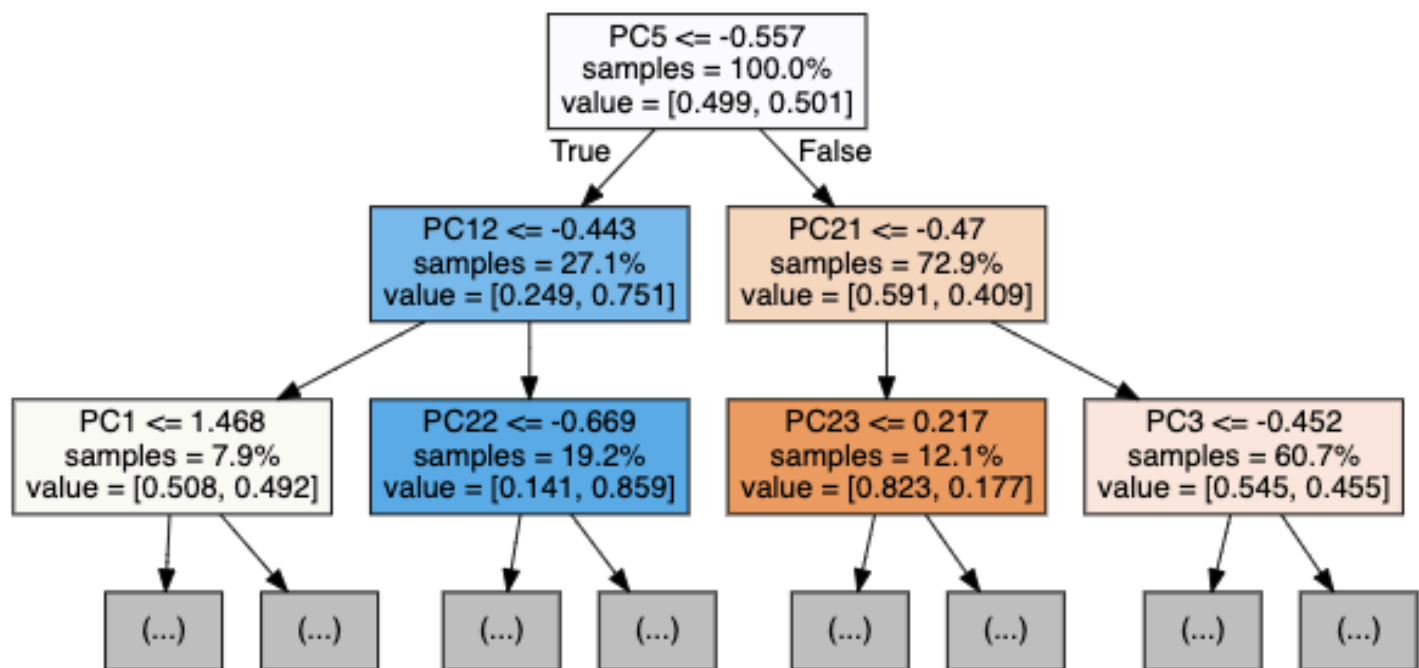 PC5 <= -0.557
samples = 100.0%
value = [0.499, 0.501]
True
False
PC12 <= -0.443
samples = 27.1%
value = [0.249, 0.751]
PC21 <= -0.47
samples = 72.9%
value = [0.591, 0.409]
PC1 <= 1.468
samples = 7.9%
value = [0.508, 0.492]
PC22 <= -0.669
samples = 19.2%
value = [0.141, 0.859]
PC23 <= 0.217
samples = 12.1%
value = [0.823, 0.177]
PC3 <= -0.452
samples = 60.7%
value = [0.545, 0.455]
(...)
(...)
(...)
(...)
(...)
(...)
(...)
(...)